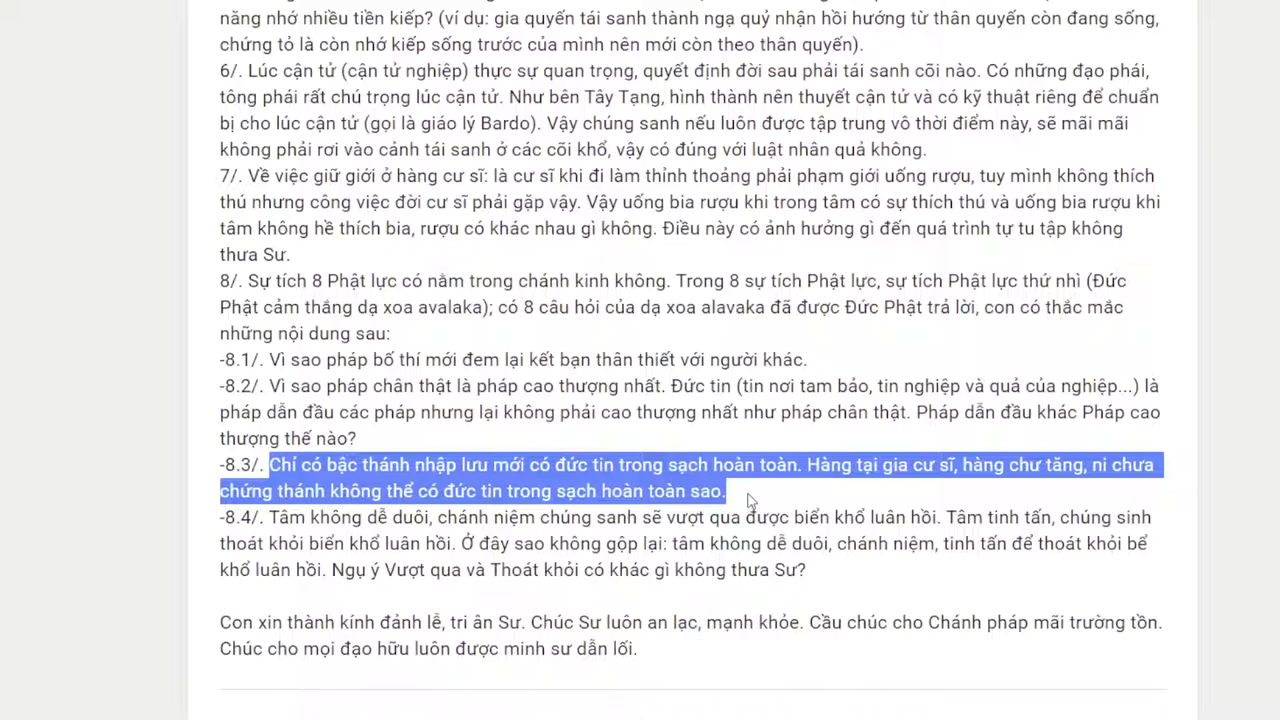 năng nhớ nhiều tiền kiếp? (ví dụ: gia quyến tái sanh thành ngạ quỷ nhận hồi hướng từ thân quyến còn đang sống,
chứng tỏ là còn nhớ kiếp sống trước của mình nên mới còn theo thân quyến).
6/. Lúc cận tử (cận tử nghiệp) thực sự quan trọng, quyết định đời sau phải tái sanh cõi nào. Có những đạo phái,
tông phái rất chú trọng lúc cận tử. Như bên Tây Tạng, hình thành nên thuyết cận tử và có kỹ thuật riêng để chuẩn
bị cho lúc cận tử (gọi là giáo lý Bardo). Vậy chúng sanh nếu luôn được tập trung vô thời điểm này, sẽ mãi mãi
không phải rơi vào cảnh tái sanh ở các cõi khổ, vậy có đúng với luật nhân quả không.
7/. Về việc giữ giới ở hàng cư sĩ: là cư sĩ khi đi làm thỉnh thoảng phải phạm giới uống rượu, tuy mình không thích
thú nhưng công việc đời cư sĩ phải gặp vậy. Vậy uống bia rượu khi trong tâm có sự thích thú và uống bia rượu khi
tâm không hề thích bia, rượu có khác nhau gì không. Điều này có ảnh hưởng gì đến quá trình tự tu tập không
thưa Sư.
8/. Sự tích 8 Phật lực có nằm trong chánh kinh không. Trong 8 sự tích Phật lực, sự tích Phật lực thứ nhì (Đức
Phật cảm thắng dạ xoa avalaka); có 8 câu hỏi của dạ xoa alavaka đã được Đức Phật trả lời, con có thắc mắc
những nội dung sau:
-8.1/. Vì sao pháp bố thí mới đem lại kết bạn thân thiết với người khác.
-8.2/. Vì sao pháp chân thật là pháp cao thượng nhất. Đức tin (tin nơi tam bảo, tin nghiệp và quả của nghiệp...) là
pháp dẫn đầu các pháp nhưng lại không phải cao thượng nhất như pháp chân thật. Pháp dẫn đầu khác Pháp cao
thượng thế nào?
-8.3/. Chỉ có bậc thánh nhập lưu mới có đức tin trong sạch hoàn toàn. Hàng tại gia cư sĩ, hàng chư tăng, ni chưa
chứng thánh không thể có đức tin trong sạch hoàn toàn sao.
-8.4/. Tâm không dễ duôi, chánh niệm chúng sanh sẽ vượt qua được biển khổ luân hồi. Tâm tinh tấn, chúng sinh
thoát khỏi biển khổ luân hồi. Ở đây sao không gộp lại: tâm không dễ duôi, chánh niệm, tinh tấn để thoát khỏi bể
khổ luân hồi. Ngụ ý Vượt qua và Thoát khỏi có khác gì không thưa Sư?
Con xin thành kính đảnh lễ, tri ân Sư. Chúc Sư luôn an lạc, mạnh khỏe. Cầu chúc cho Chánh pháp mãi trường tồn.
Chúc cho mọi đạo hữu luôn được minh sư dẫn lối.